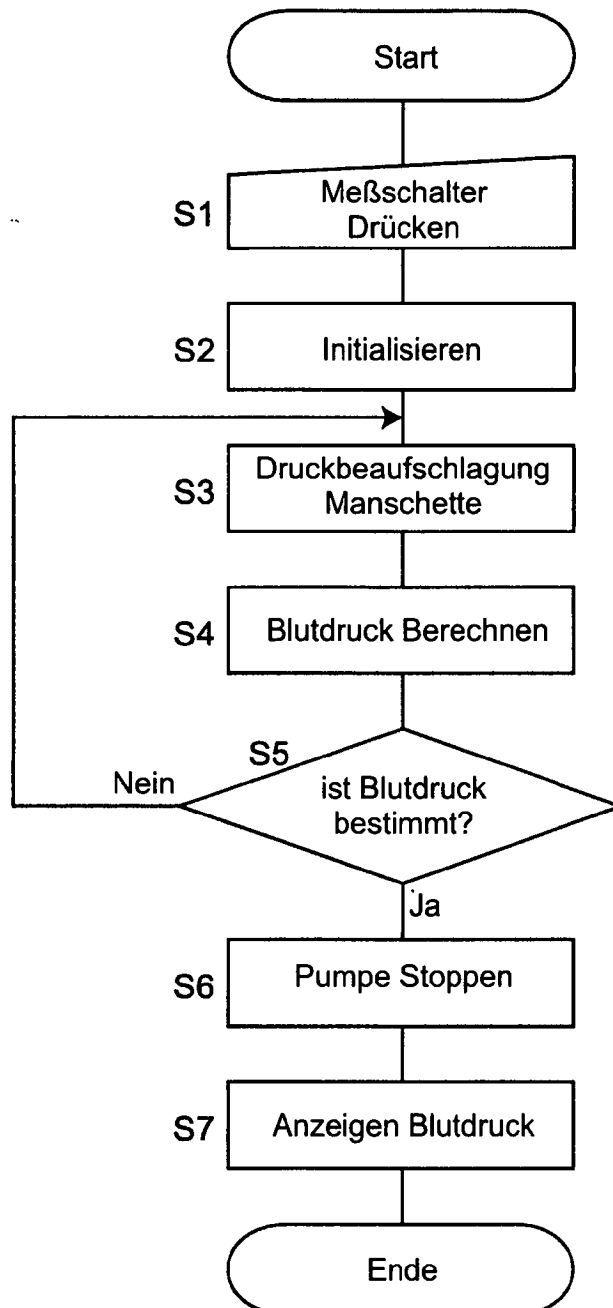 Start
S1
Meßschalter
Drücken
S2
Initialisieren
S3
Druckbeaufschlagung
Manschette
S4
Blutdruck Berechnen
S5
Nein
ist Blutdruck
bestimmt?
Ja
S6
Pumpe Stoppen
S7
Anzeigen Blutdruck
Ende